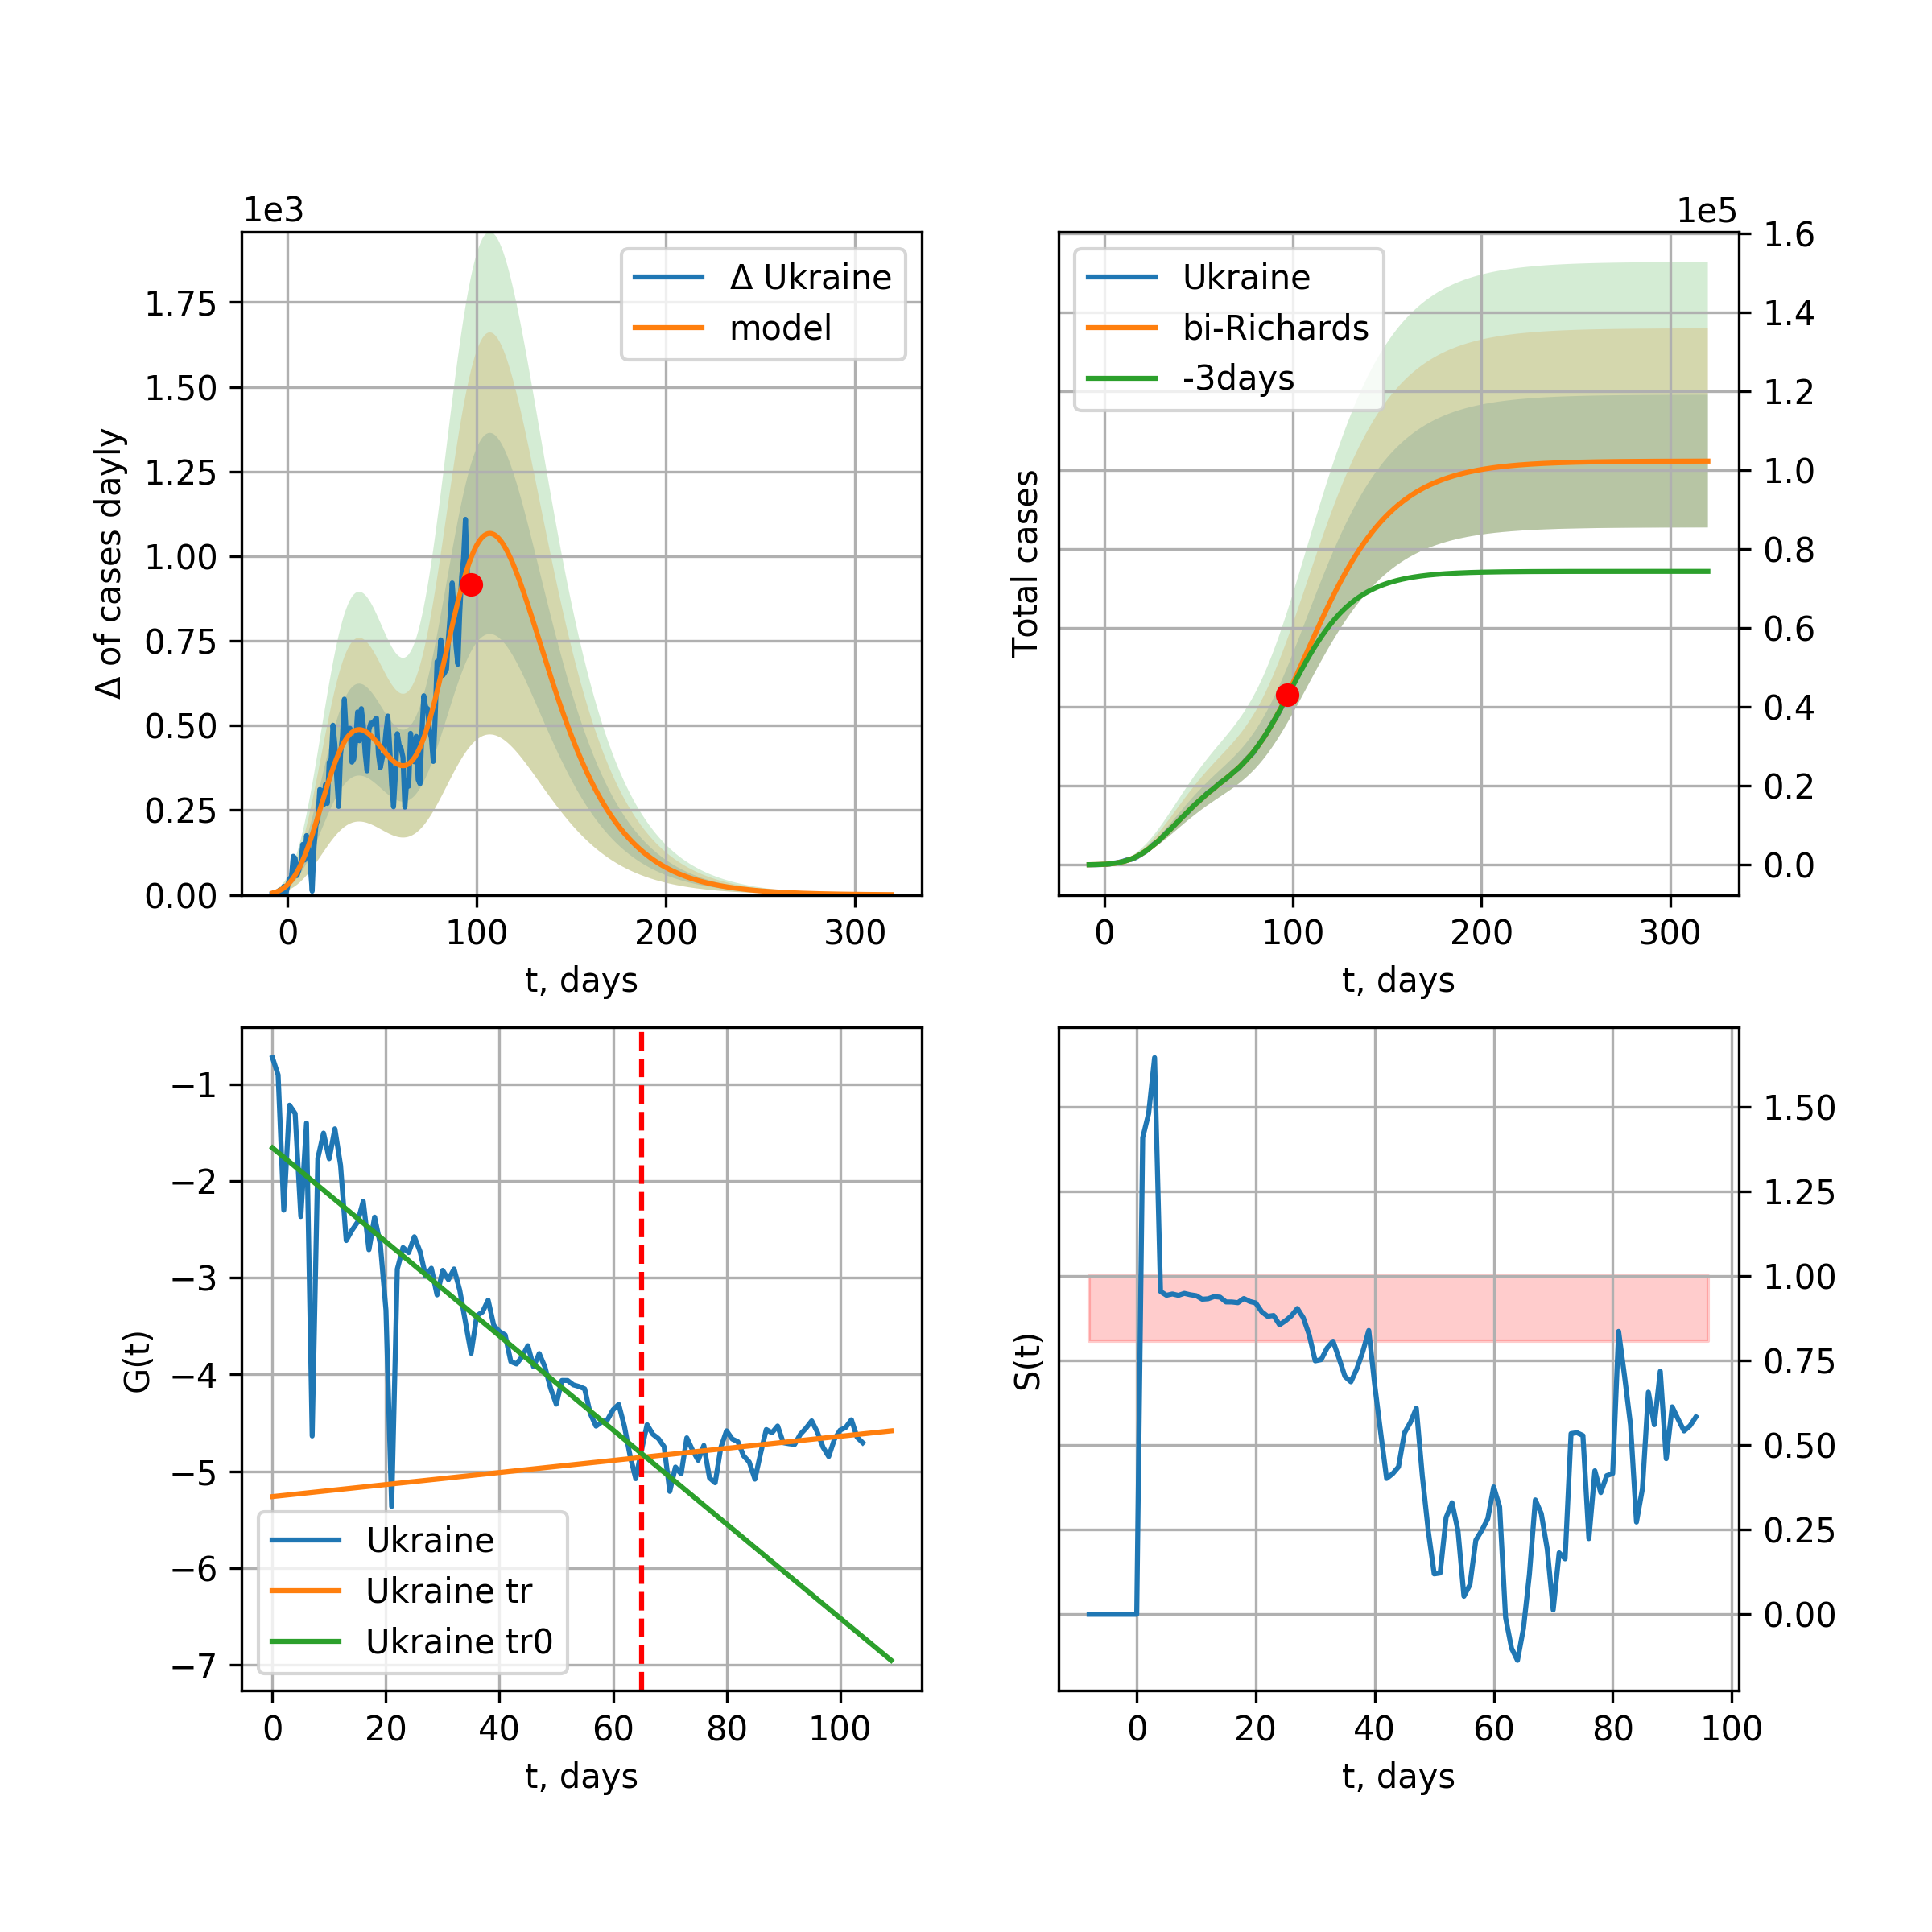 1e3
Δ of cases dayly
1.75
1.50
1.25
1.00
0.75
0.50
0.25
0.00
0 100 200 300
t, days
Δ Ukraine
model
1e5
Total cases
1.6
1.4
1.2
1.0
0.8
0.6
0.4
0.2
0.0
0 100 200 300
t, days
Ukraine
bi-Richards
-3days
G(t)
−1
−2
−3
−4
−5
−6
−7
0 20 40 60 80 100
t, days
Ukraine
Ukraine tr
Ukraine tr0
S(t)
1.50
1.25
1.00
0.75
0.50
0.25
0.00
0 20 40 60 80 100
t, days